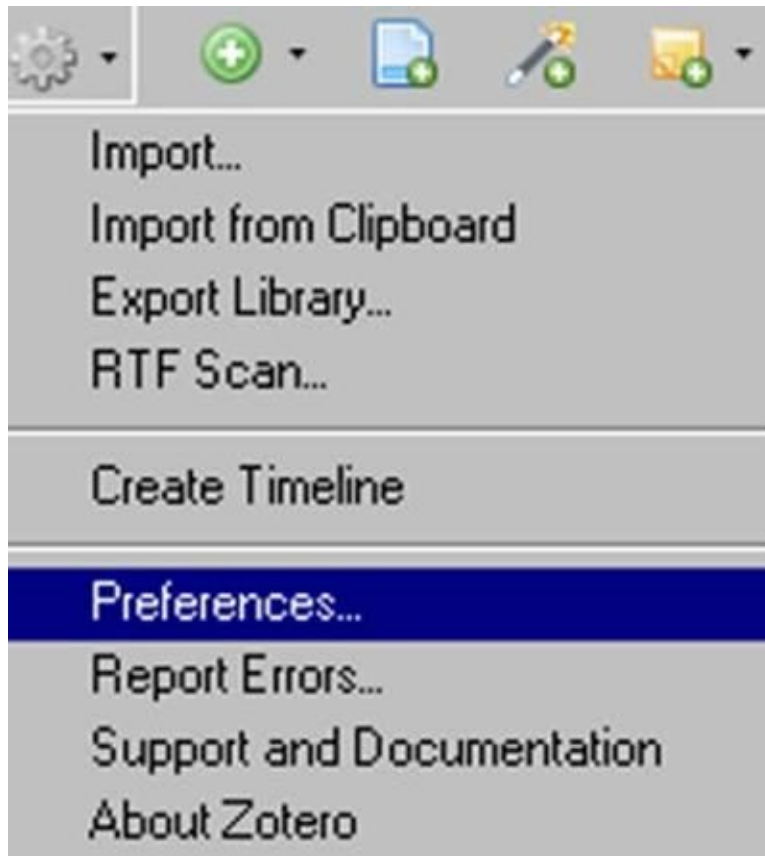 Import...
Import from Clipboard
Export Library...
RTF Scan...
Create Timeline
Preferences...
Report Errors...
Support and Documentation
About Zotero